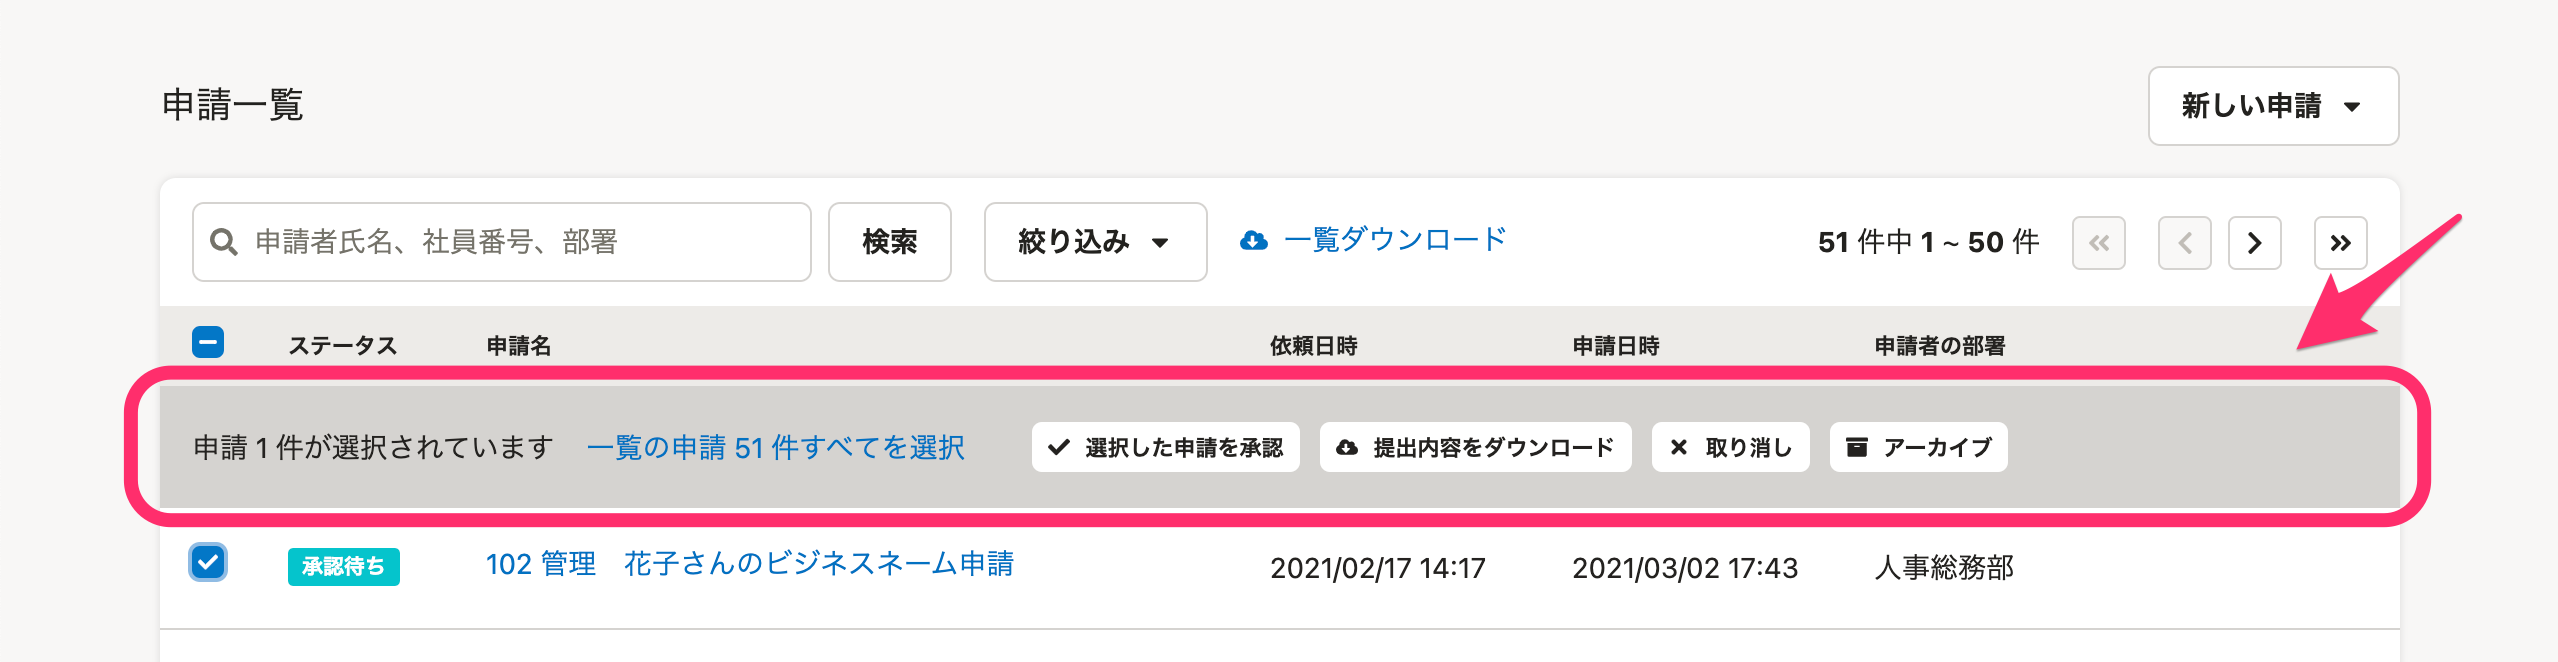 申請一覧
新しい申請
申請者氏名、社員番号、部署
検索
絞り込み
一覧ダウンロード
51 件中 1 ~ 50 件
ステータス 申請名 依頼日時 申請日時 申請者の部署
申請 1 件が選択されています 一覧の申請 51 件すべてを選択 選択した申請を承認 提出内容をダウンロード 取り消し アーカイブ
承認待ち 102 管理　花子さんのビジネスネーム申請 2021/02/17 14:17 2021/03/02 17:43 人事総務部